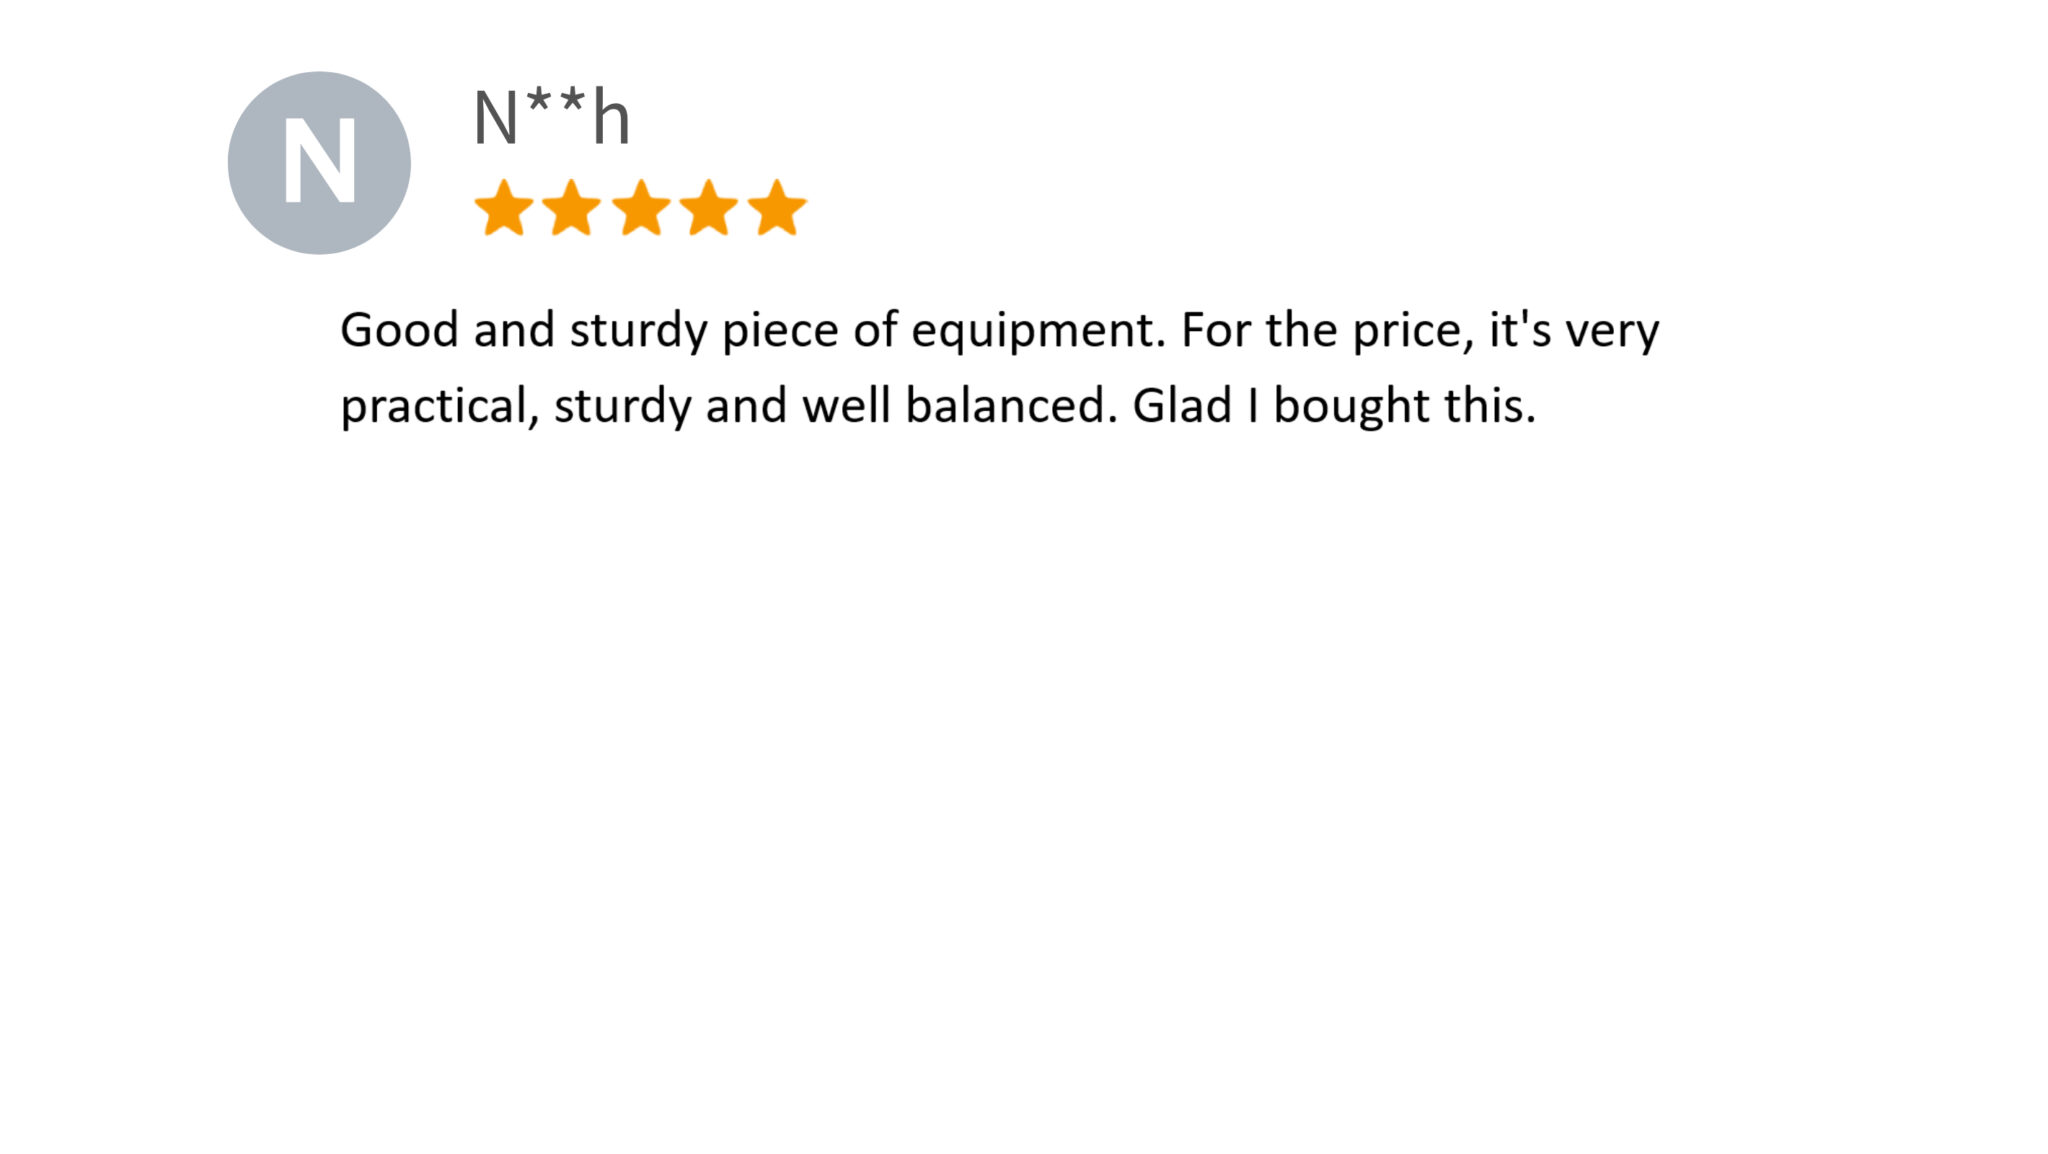 N
N**h
Good and sturdy piece of equipment. For the price, it's very
practical, sturdy and well balanced. Glad I bought this.